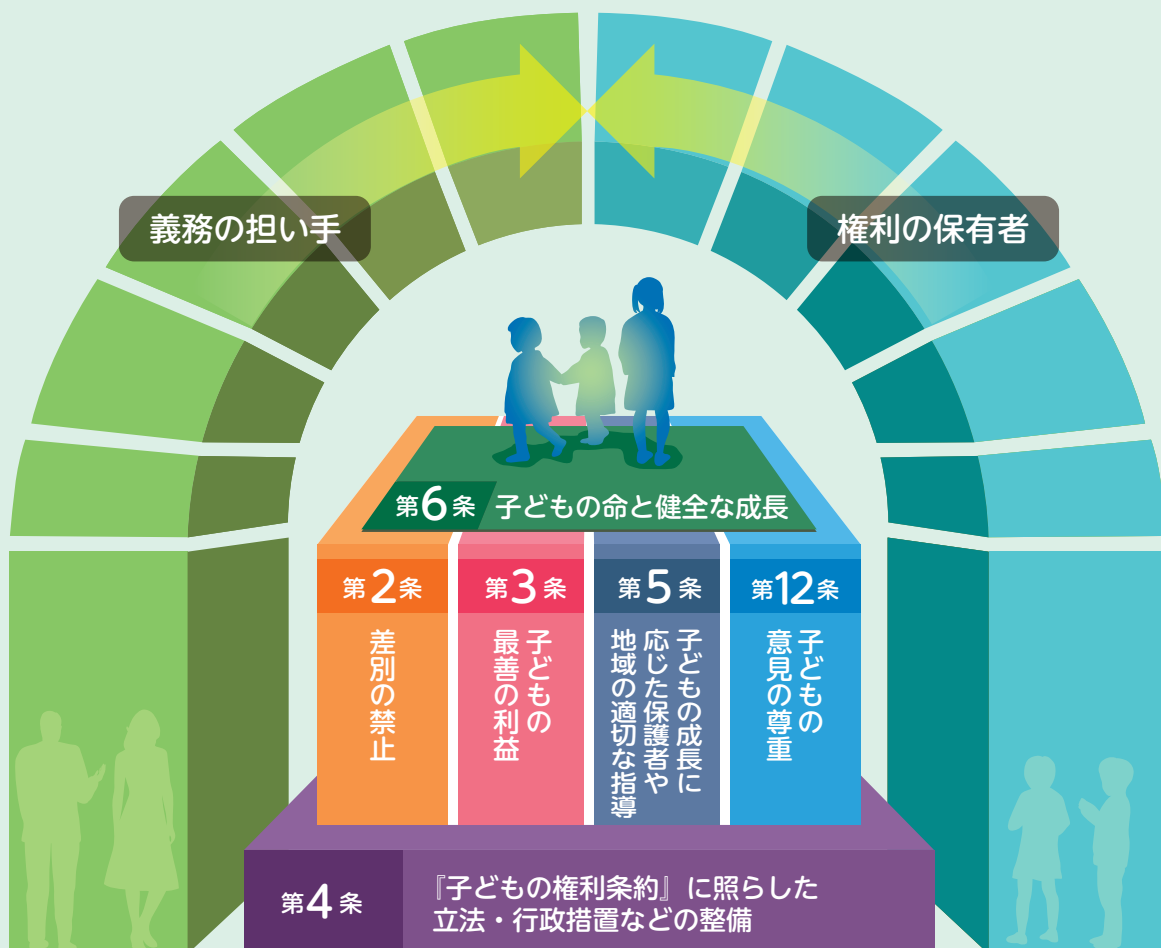 義務の担い手
権利の保有者
第6条 子どもの命と健全な成長
第2条
差別の禁止
第3条
子どもの
最善の利益
第5条
子どもの成長に
応じた保護者や
地域の適切な指導
第12条
子どもの
意見の尊重
第4条
『子どもの権利条約』に照らした
立法・行政措置などの整備